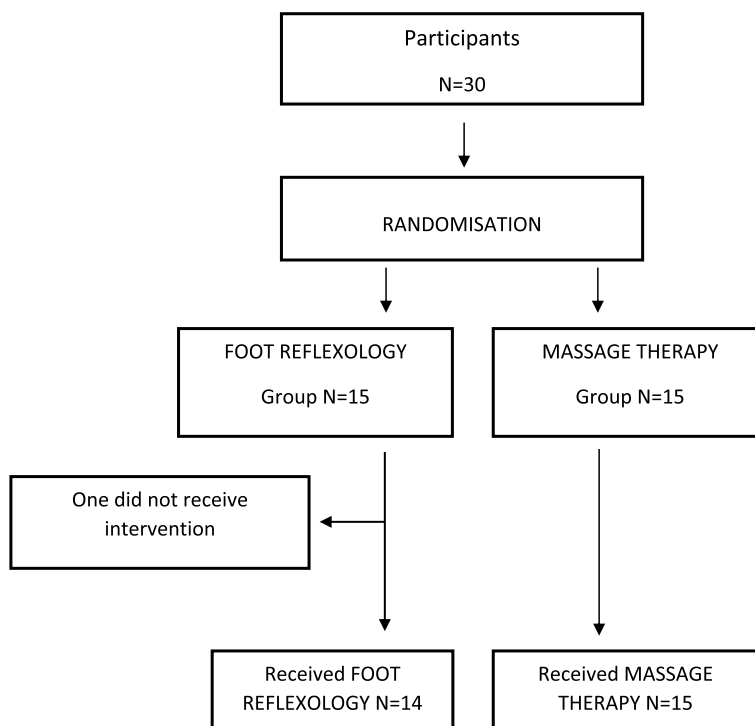 Participants
N=30
RANDOMISATION
FOOT REFLEXOLOGY
Group N=15
MASSAGE THERAPY
Group N=15
One did not receive
intervention
Received FOOT
REFLEXOLOGY N=14
Received MASSAGE
THERAPY N=15